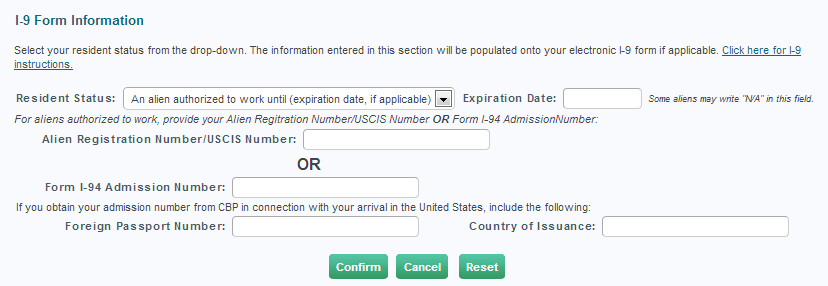 I-9 Form Information
Select your resident status from the drop-down. The information entered in this section will be populated onto your electronic I-9 form if applicable. Click here for I-9
instructions.
Resident Status: An alien authorized to work until (expiration date, if applicable) Expiration Date: Some aliens may write "N/A" in this field.
For aliens authorized to work, provide your Alien Regitration Number/USCIS Number OR Form I-94 AdmissionNumber:
Alien Registration Number/USCIS Number:
OR
Form I-94 Admission Number:
If you obtain your admission number from CBP in connection with your arrival in the United States, include the following:
Foreign Passport Number: Country of Issuance:
Confirm Cancel Reset